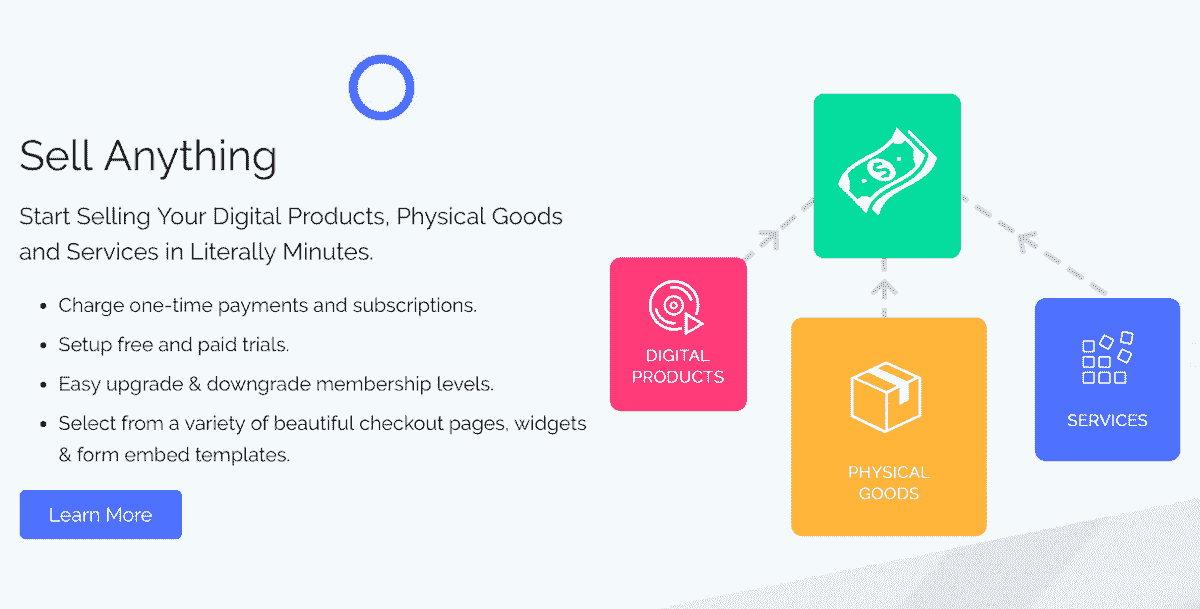 Sell Anything
Start Selling Your Digital Products, Physical Goods
and Services in Literally Minutes.
• Charge one-time payments and subscriptions.
• Setup free and paid trials.
• Easy upgrade & downgrade membership levels.
• Select from a variety of beautiful checkout pages, widgets
& form embed templates.
Learn More
$
DIGITAL
PRODUCTS
PHYSICAL
GOODS
SERVICES